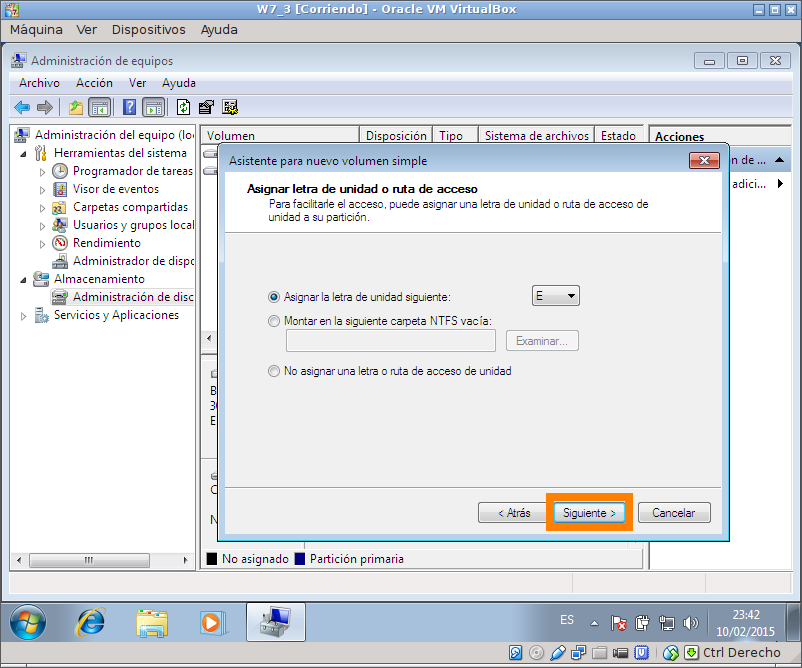 W7_3 [Corriendo] - Oracle VM VirtualBox
Máquina Ver Dispositivos Ayuda
Administración de equipos
Archivo Acción Ver Ayuda
Administración del equipo (loc
Herramientas del sistema
Programador de tareas
Visor de eventos
Carpetas compartidas
Usuarios y grupos local
Rendimiento
Administrador de dispo
Almacenamiento
Administración de disc
Servicios y Aplicaciones
Volumen Disposición Tipo Sistema de archivos Estado
Acciones
n de ...
adici...
Asistente para nuevo volumen simple
Asignar letra de unidad o ruta de acceso
Para facilitarle el acceso, puede asignar una letra de unidad o ruta de acceso de
unidad a su partición.
Asignar la letra de unidad siguiente:
E
Montar en la siguiente carpeta NTFS vacía:
Examinar...
No asignar una letra o ruta de acceso de unidad
< Atrás Siguiente > Cancelar
No asignado Partición primaria
ES
23:42
10/02/2015
Ctrl Derecho